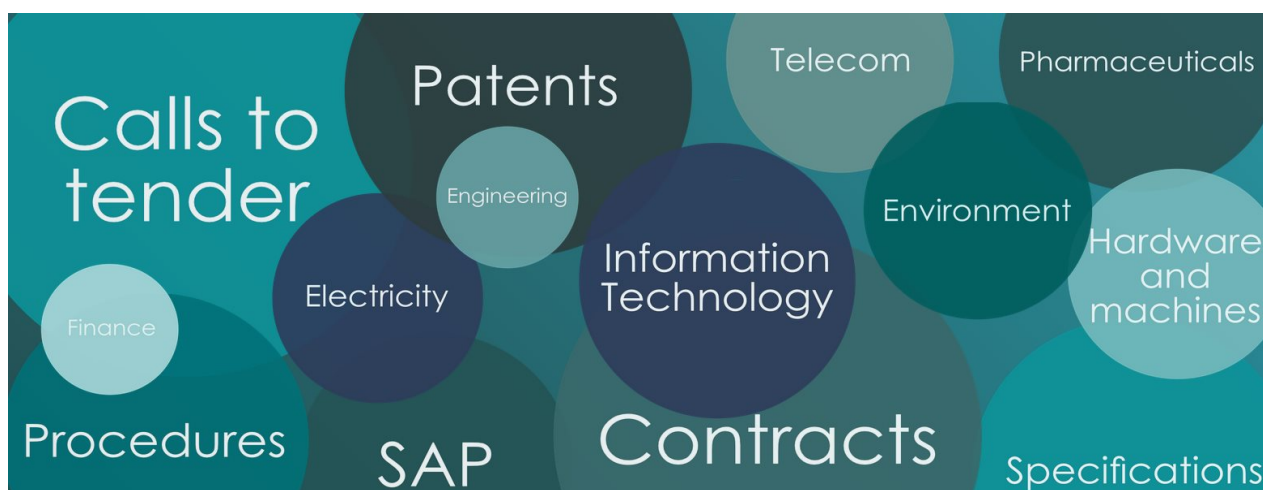 Calls to
tender
Patents
Telecom
Pharmaceuticals
Engineering
Environment
Information
Technology
Hardware
and
machines
Electricity
Finance
Procedures
SAP
Contracts
Specifications